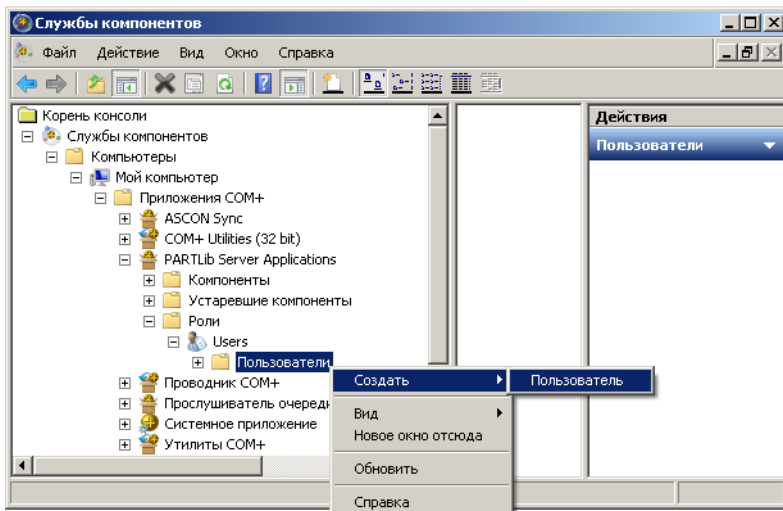 Службы компонентов
Файл Действие Вид Окно Справка
Корень консоли
Службы компонентов
Компьютеры
Мой компьютер
Приложения COM+
ASCON Sync
COM+ Utilities (32 bit)
PARTLib Server Applications
Компоненты
Устаревшие компоненты
Роли
Users
Пользователи
Проводник COM+
Прослушиватель
Системное приложение
Утилиты COM+
Действия
Пользователи
Создать
Пользователь
Вид
Новое окно отсюда
Обновить
Справка